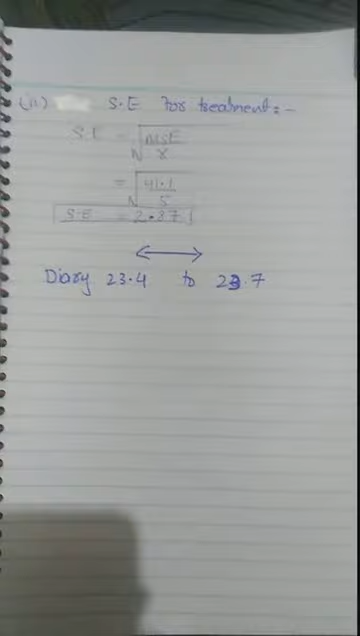 (ii) S.E for treatment:-
S.E = √MSE/r
= √41.1/5
S.E = 2.87
Diary 23.4 to 23.7